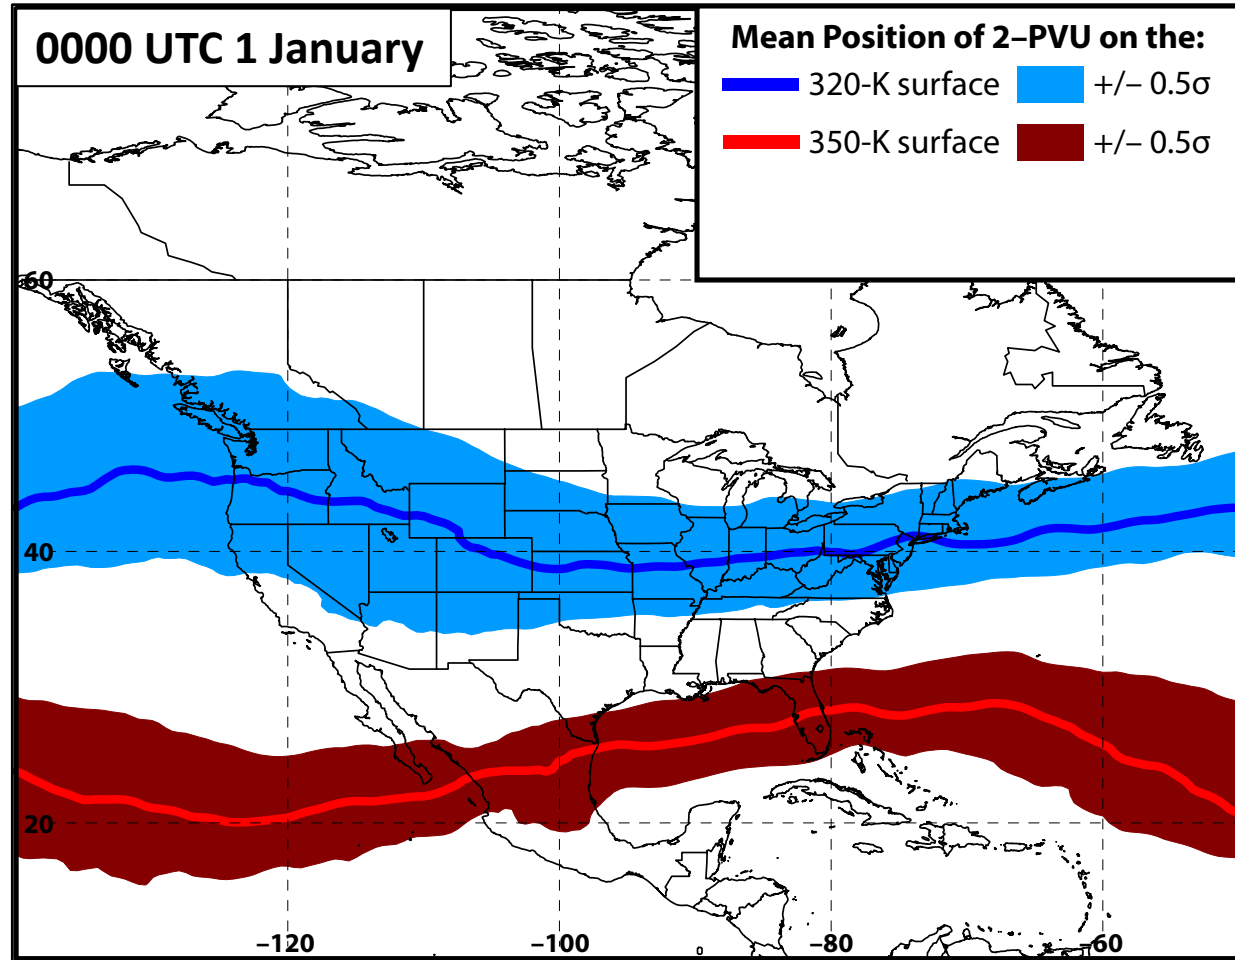 0000 UTC 1 January
Mean Position of 2–PVU on the:
320-K surface +/– 0.5σ
350-K surface +/– 0.5σ
60
40
20
–120 –100 –80 –60